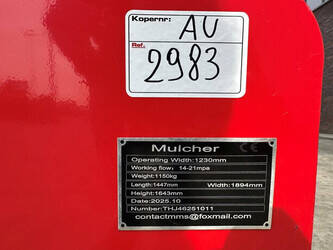 Kopernr: AU
Ref. 2983
Mulcher CE
Operating Width:1230mm
Working flow: 14-21mpa
Weight:1150kg
Length:1447mm Width:1894mm
Height:1643mm
Date:2025.10
Number:THJ46251011
contactmms@foxmail.com